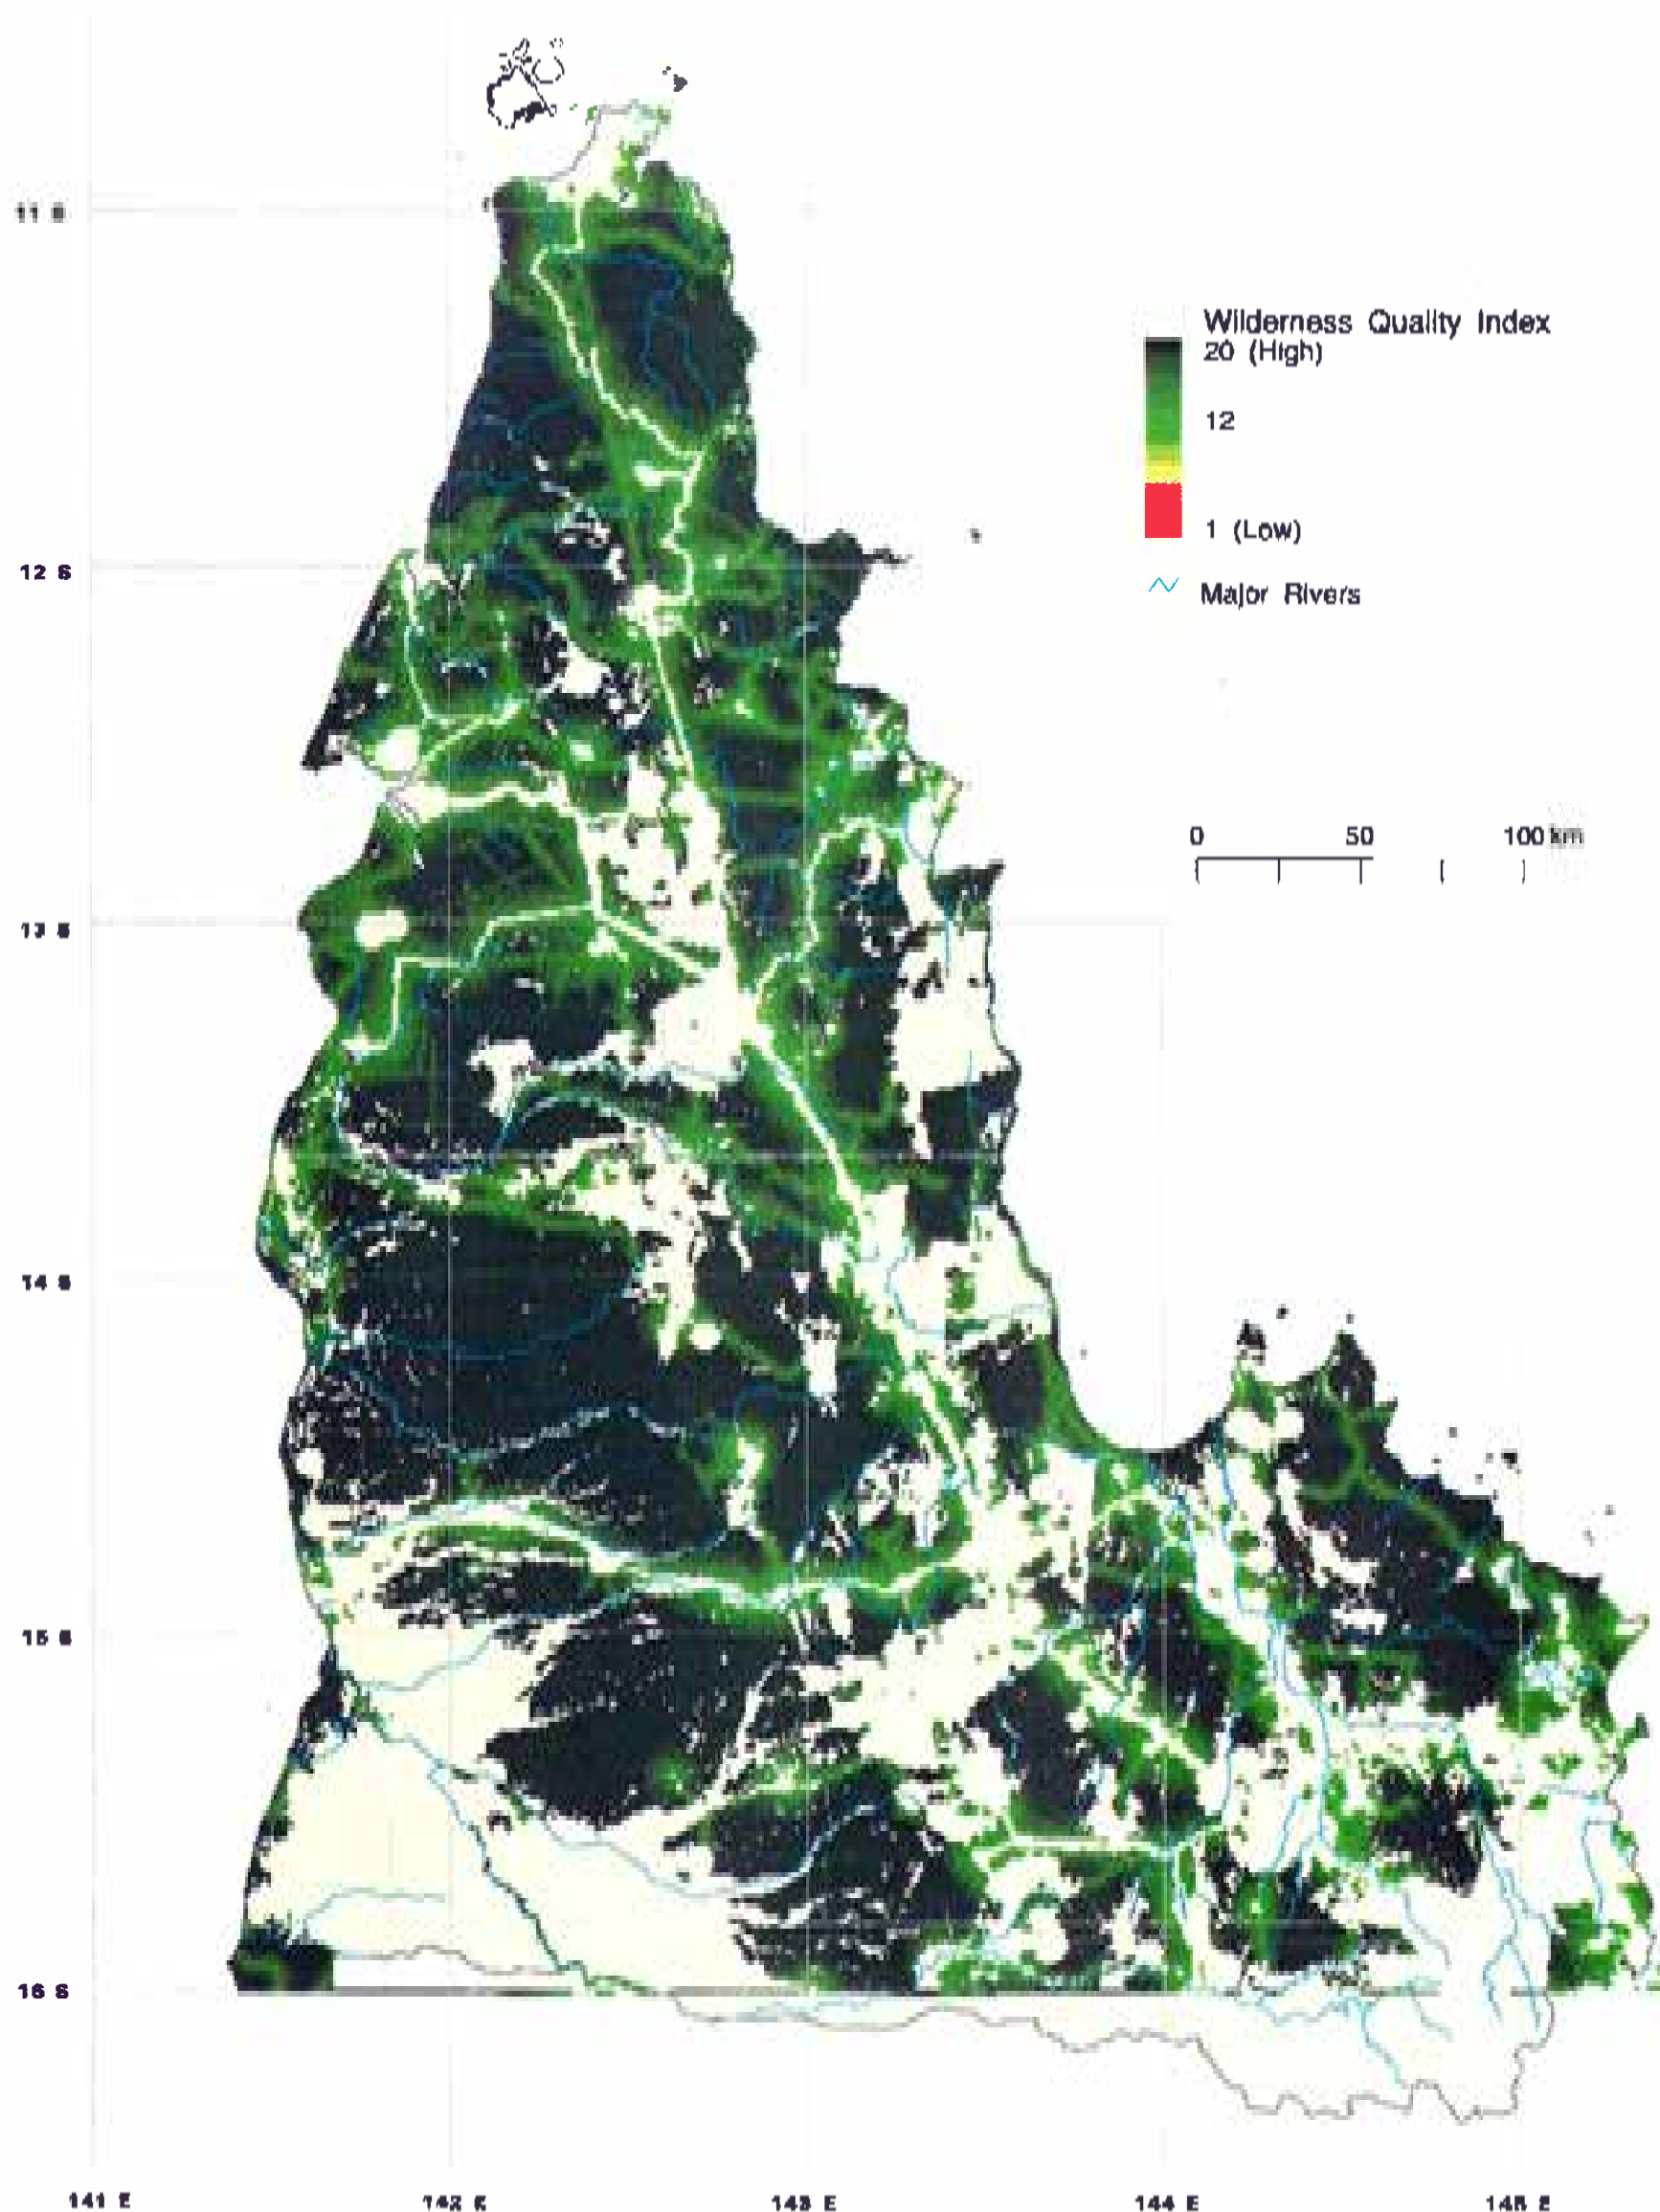 11 S
Wilderness Quality Index
20 (High)
12
1 (Low)
12 S
Major Rivers
0 50 100 km
13 S
14 S
15 S
16 S
141 E 142 E 143 E 144 E 145 E